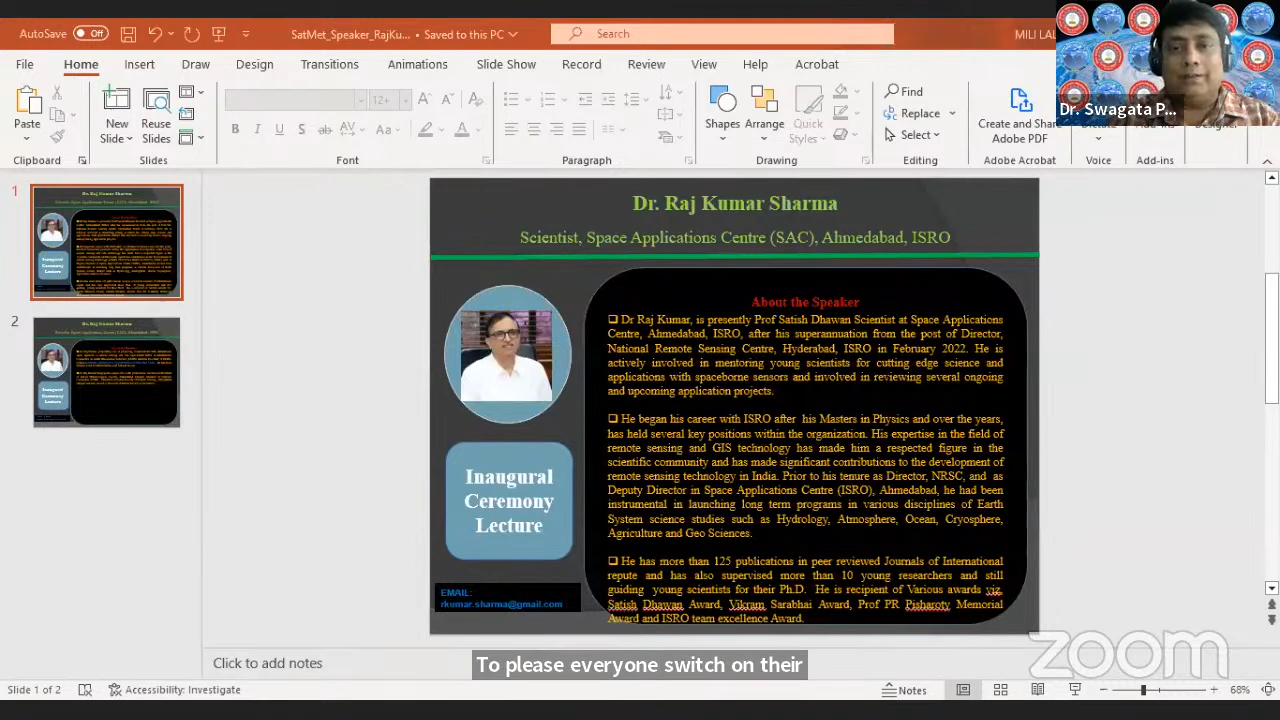 AutoSave Off SatMet_Speaker_RajKu... • Saved to this PC Search MILI LAL
File Home Insert Draw Design Transitions Animations Slide Show Record Review View Help Acrobat
Paste New Slide Reuse Slides 12+ Shapes Arrange Quick Styles Find Replace Select Create and Share Adobe PDF
B I U S ab AV Aa A
Clipboard Slides Font Paragraph Drawing Editing Adobe Acrobat Voice Add-ins
Dr. Swagata P...
1
2
Dr. Raj Kumar Sharma
Space Applications Centre Ahmedabad, ISRO
About the Speaker
Dr Raj Kumar, is presently Prof Satish Dhawan Scientist at Space Applications
Centre, Ahmedabad, ISRO, after his superannuation from the post of Director,
National Remote Sensing Centre, Hyderabad, ISRO in February 2022. He is
actively involved in mentoring young scientists for cutting edge science and
applications with spaceborne sensors and involved in reviewing several ongoing
and upcoming application projects.
He began his career with ISRO after his Masters in Physics and over the years,
has held several key positions within the organization. His expertise in the field of
remote sensing and GIS technology has made him a respected figure in the
scientific community and has made significant contributions to the development of
remote sensing technology in India. Prior to his tenure as Director, NRSC, and as
Deputy Director in Space Applications Centre (ISRO), Ahmedabad, he had been
instrumental in launching long term programs in various disciplines of Earth
System science studies such as Hydrology, Atmosphere, Ocean, Cryosphere,
Agriculture and Geo Sciences.
He has more than 125 publications in peer reviewed Journals of International
repute and has also supervised more than 10 young researchers and still
guiding young scientists for their Ph.D. He is recipient of Various awards viz
Satish Dhawan Award, Vikram Sarabhai Award, Prof PR Pisharoty Memorial
Award and ISRO team excellence Award.
Inaugural
Ceremony
Lecture
EMAIL:
rkumar.sharma@gmail.com
Click to add notes
To please everyone switch on their
zoom
Slide 1 of 2 Accessibility: Investigate Notes 68%